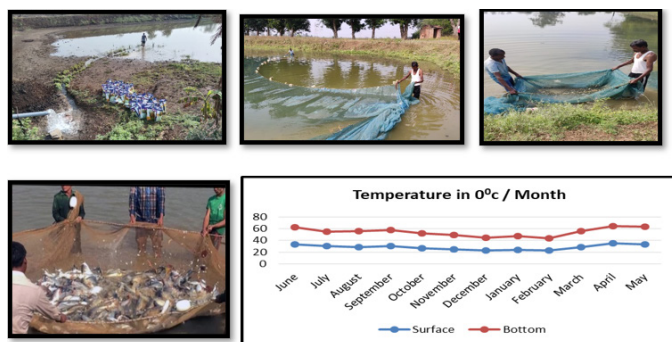 Temperature in 0⁰c / Month
80
60
40
20
0
June
July
August
September
October
November
December
January
February
March
April
May
Surface
Bottom